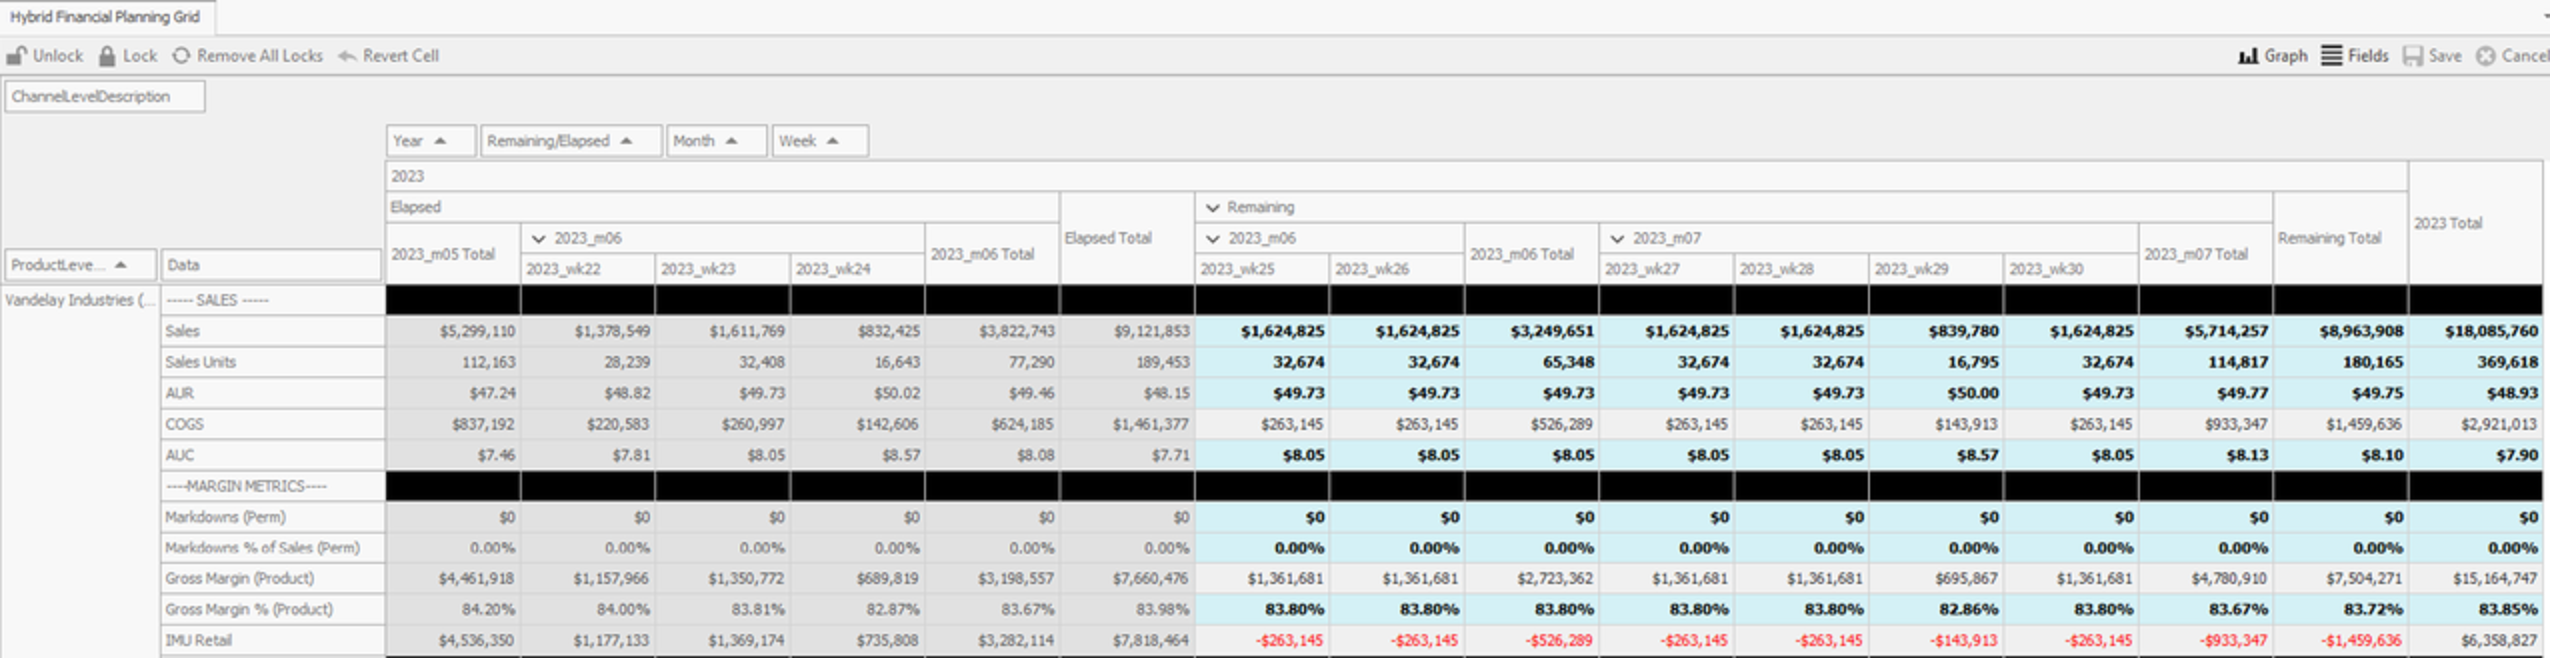 Hybrid Financial Planning Grid
Unlock Lock Remove All Locks Revert Cell Graph Fields Save Cancel
ChannelLevelDescription
Year Remaining/Elapsed Month Week
2023
Elapsed Remaining
2023 Total
2023_m06 Elapsed Total 2023_m06 2023_m07 Remaining Total
2023_m05 Total 2023_m06 Total 2023_m06 Total 2023_m07 Total
ProductLeve... Data 2023_wk22 2023_wk23 2023_wk24 2023_wk25 2023_wk26 2023_wk27 2023_wk28 2023_wk29 2023_wk30
Vandelay Industries (... ----- SALES -----
Sales $5,299,110 $1,378,549 $1,611,769 $832,425 $3,822,743 $9,121,853 $1,624,825 $1,624,825 $3,249,651 $1,624,825 $1,624,825 $839,780 $1,624,825 $5,714,257 $8,963,908 $18,085,760
Sales Units 112,163 28,239 32,408 16,643 77,290 189,453 32,674 32,674 65,348 32,674 32,674 16,795 32,674 114,817 180,165 369,618
AUR $47.24 $48.82 $49.73 $50.02 $49.46 $48.15 $49.73 $49.73 $49.73 $49.73 $49.73 $50.00 $49.73 $49.77 $49.75 $48.93
COGS $837,192 $220,583 $260,997 $142,606 $624,185 $1,461,377 $263,145 $263,145 $526,289 $263,145 $263,145 $143,913 $263,145 $933,347 $1,459,636 $2,921,013
AUC $7.46 $7.81 $8.05 $8.57 $8.08 $7.71 $8.05 $8.05 $8.05 $8.05 $8.05 $8.57 $8.05 $8.13 $8.10 $7.90
----MARGIN METRICS----
Markdowns (Perm) $0 $0 $0 $0 $0 $0 $0 $0 $0 $0 $0 $0 $0 $0 $0 $0
Markdowns % of Sales (Perm) 0.00% 0.00% 0.00% 0.00% 0.00% 0.00% 0.00% 0.00% 0.00% 0.00% 0.00% 0.00% 0.00% 0.00% 0.00% 0.00%
Gross Margin (Product) $4,461,918 $1,157,966 $1,350,772 $689,819 $3,198,557 $7,660,476 $1,361,681 $1,361,681 $2,723,362 $1,361,681 $1,361,681 $695,867 $1,361,681 $4,780,910 $7,504,271 $15,164,747
Gross Margin % (Product) 84.20% 84.00% 83.81% 82.87% 83.67% 83.98% 83.80% 83.80% 83.80% 83.80% 83.80% 82.86% 83.80% 83.67% 83.72% 83.85%
IMU Retail $4,536,350 $1,177,133 $1,369,174 $735,808 $3,282,114 $7,818,464 -$263,145 -$263,145 -$526,289 -$263,145 -$263,145 -$143,913 -$263,145 -$933,347 -$1,459,636 $6,358,827